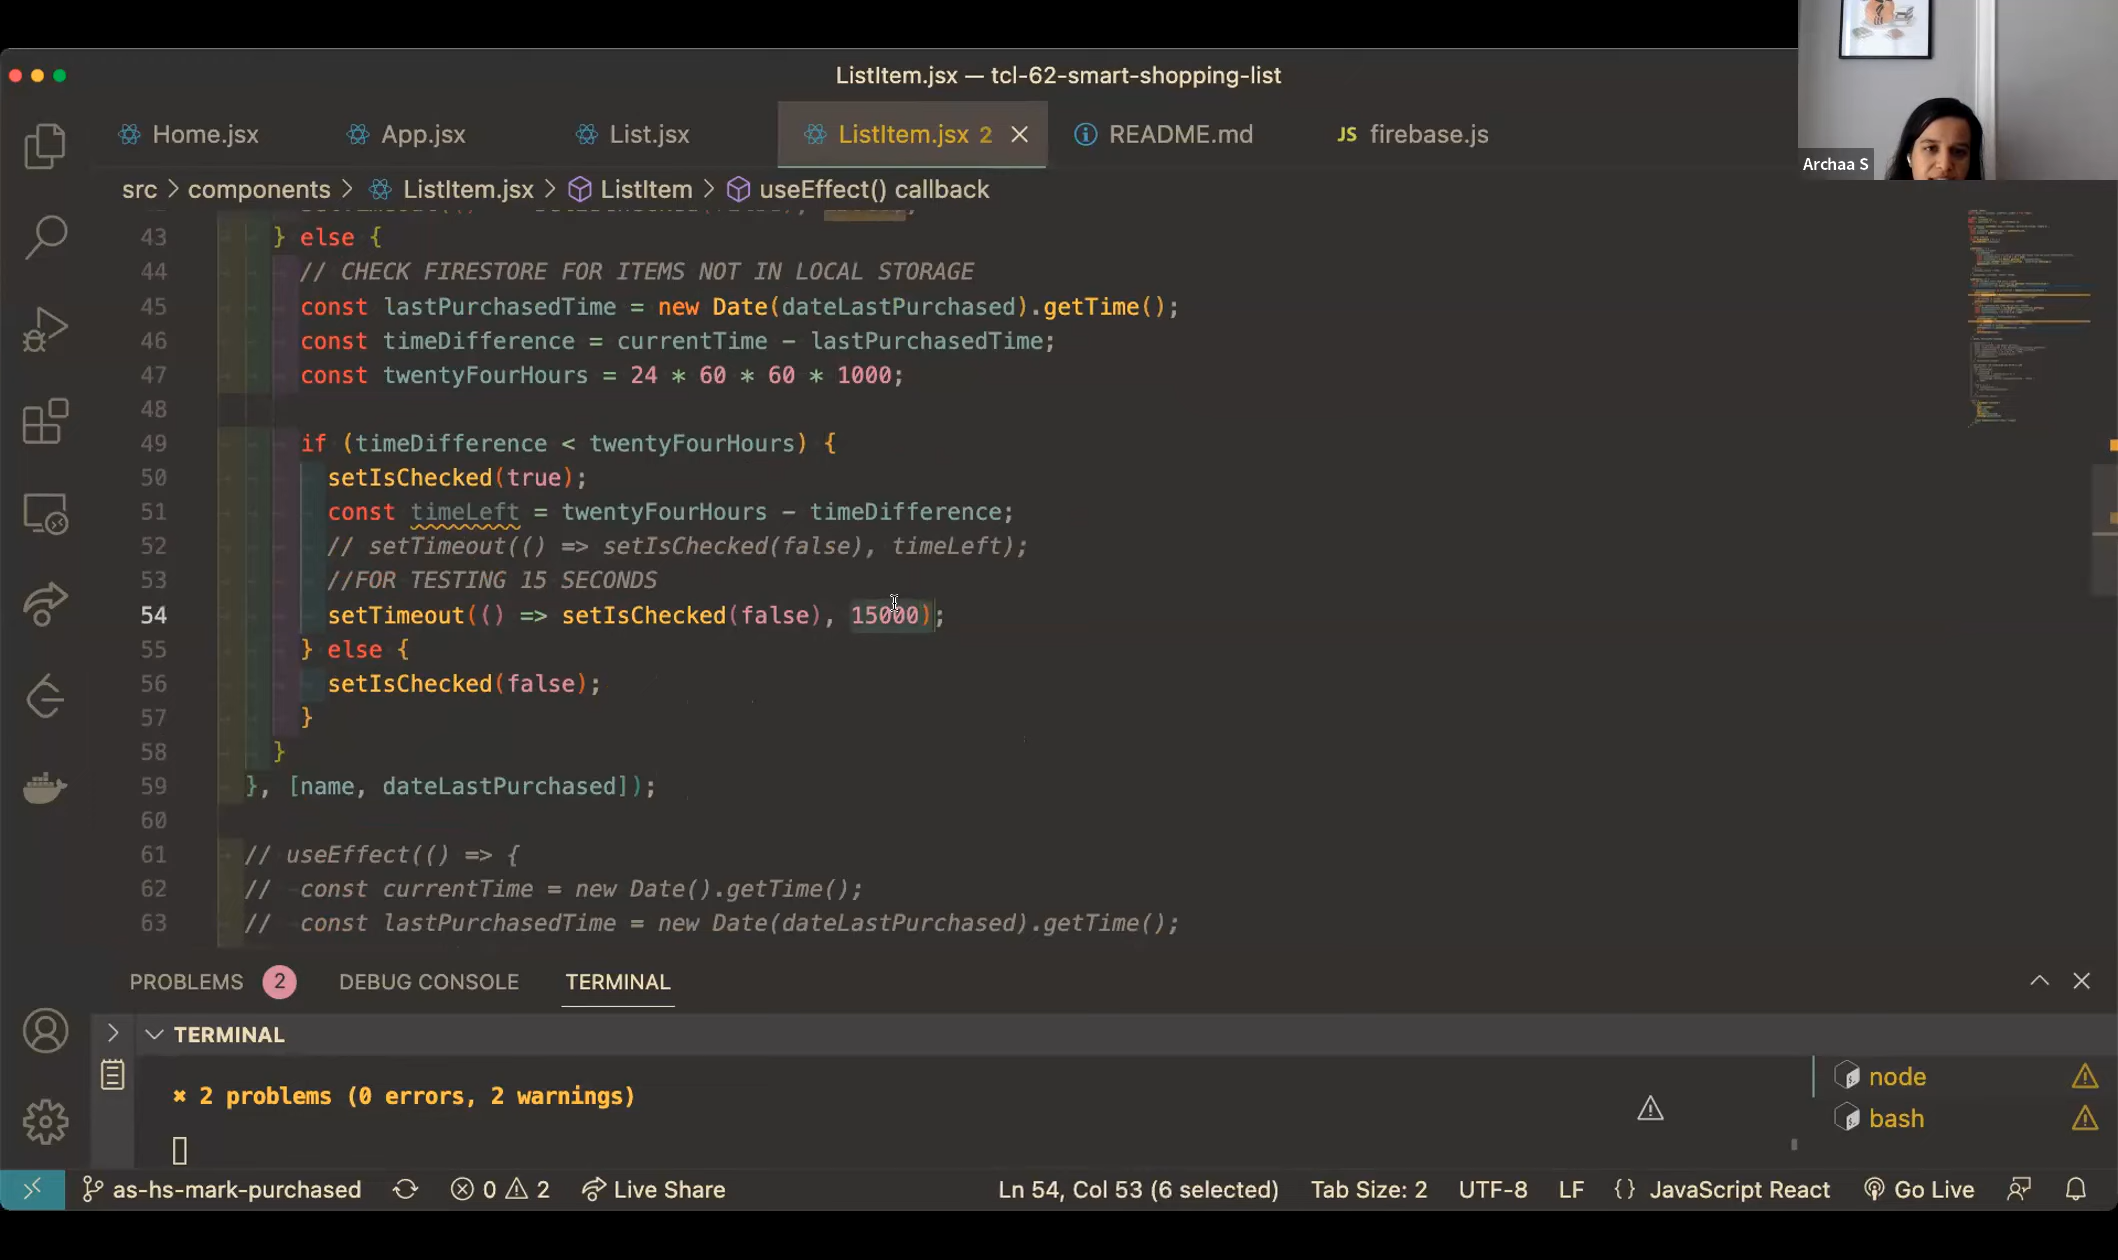 ListItem.jsx — tcl-62-smart-shopping-list
Archaa S
Home.jsx App.jsx List.jsx ListItem.jsx 2 README.md JS firebase.js
src > components > ListItem.jsx > ListItem > useEffect() callback
43 } else {
44 // CHECK FIRESTORE FOR ITEMS NOT IN LOCAL STORAGE
45 const lastPurchasedTime = new Date(dateLastPurchased).getTime();
46 const timeDifference = currentTime - lastPurchasedTime;
47 const twentyFourHours = 24 * 60 * 60 * 1000;
48
49 if (timeDifference < twentyFourHours) {
50 setIsChecked(true);
51 const timeLeft = twentyFourHours - timeDifference;
52 // setTimeout(() => setIsChecked(false), timeLeft);
53 //FOR TESTING 15 SECONDS
54 setTimeout(() => setIsChecked(false), 15000);
55 } else {
56 setIsChecked(false);
57 }
58 }
59 }, [name, dateLastPurchased]);
60
61 // useEffect(() => {
62 // const currentTime = new Date().getTime();
63 // const lastPurchasedTime = new Date(dateLastPurchased).getTime();
PROBLEMS 2 DEBUG CONSOLE TERMINAL
TERMINAL
✖ 2 problems (0 errors, 2 warnings)
node
bash
as-hs-mark-purchased 0 2 Live Share Ln 54, Col 53 (6 selected) Tab Size: 2 UTF-8 LF {} JavaScript React Go Live